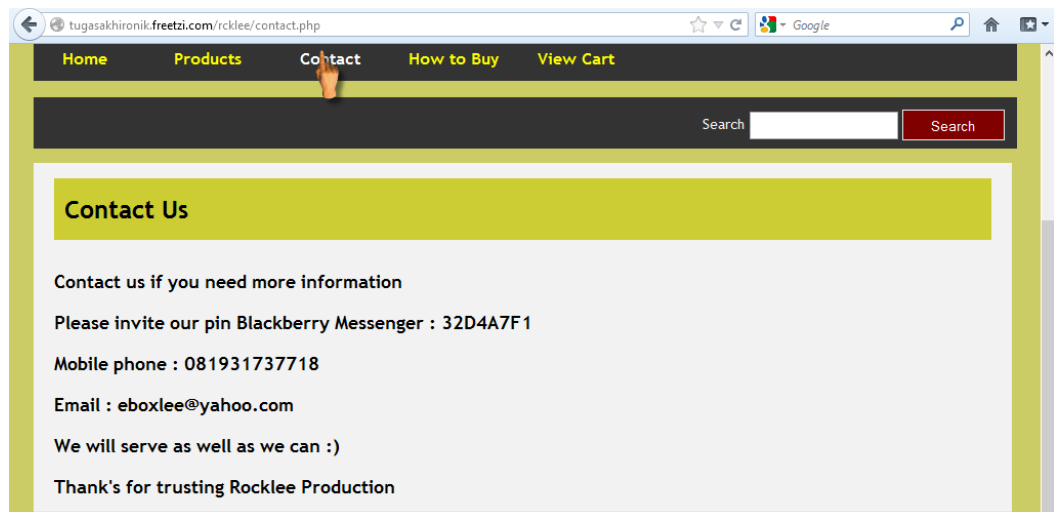 tugasakhironik.freetzi.com/rcklee/contact.php Google
Home Products Contact How to Buy View Cart
Search Search
Contact Us
Contact us if you need more information
Please invite our pin Blackberry Messenger : 32D4A7F1
Mobile phone : 081931737718
Email : eboxlee@yahoo.com
We will serve as well as we can :)
Thank's for trusting Rocklee Production